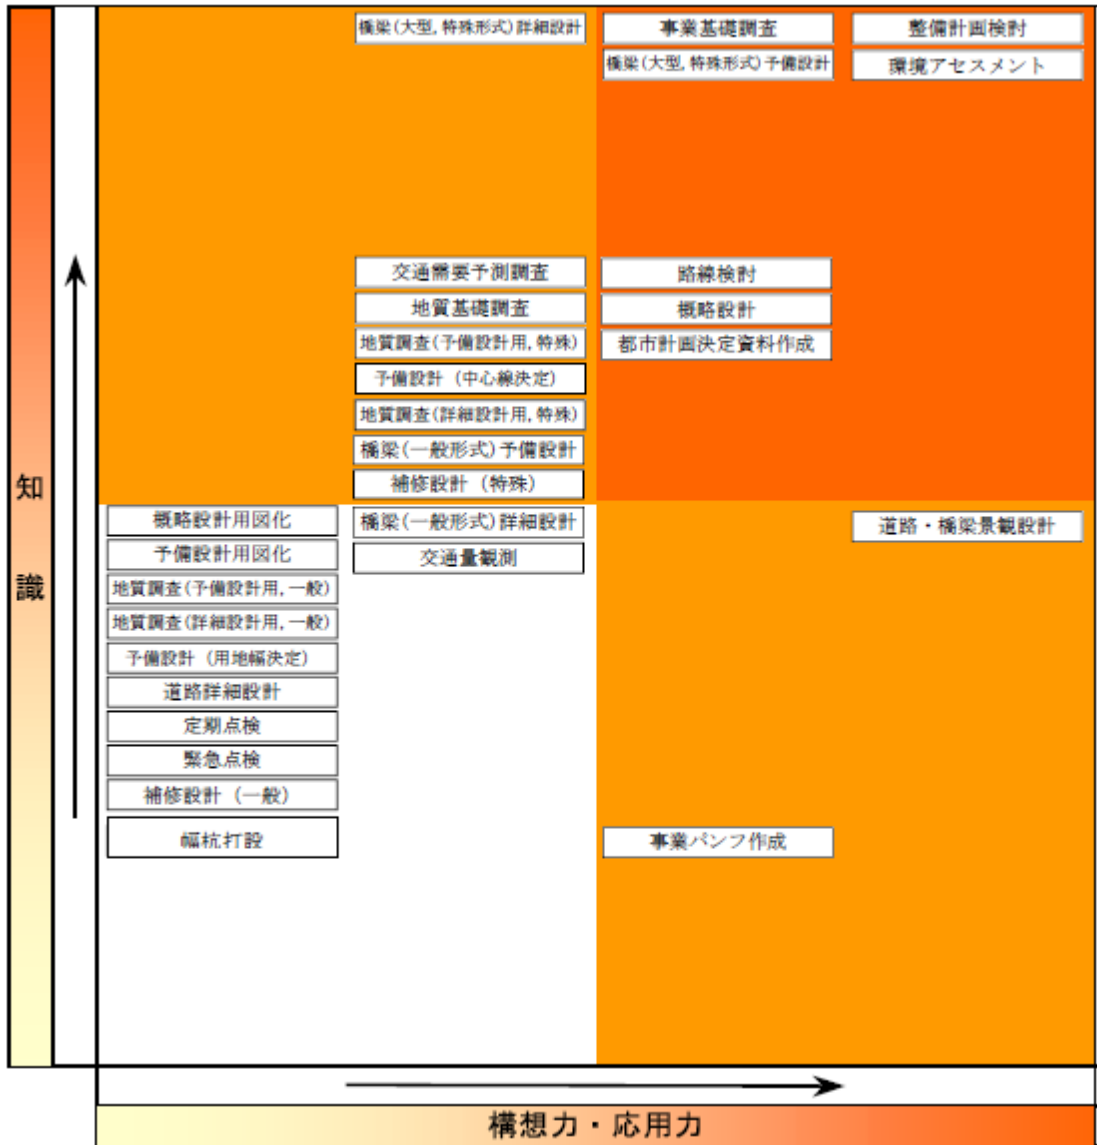 橋梁(大型,特殊形式)詳細設計
事業基礎調査
整備計画検討
橋梁(大型,特殊形式)予備設計
環境アセスメント
交通需要予測調査
路線検討
地質基礎調査
概略設計
地質調査(予備設計用,特殊)
都市計画決定資料作成
予備設計（中心線決定）
地質調査(詳細設計用,特殊)
橋梁(一般形式)予備設計
補修設計（特殊）
知識
概略設計用図化
橋梁(一般形式)詳細設計
道路・橋梁景観設計
予備設計用図化
交通量観測
地質調査(予備設計用,一般)
地質調査(詳細設計用,一般)
予備設計（用地幅決定）
道路詳細設計
定期点検
緊急点検
補修設計（一般）
幅杭打設
事業パンフ作成
構想力・応用力